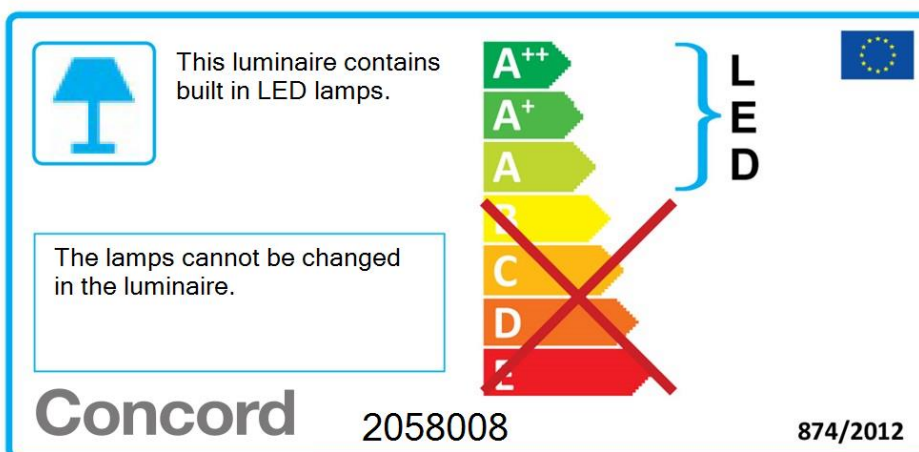 This luminaire contains
built in LED lamps.
A++
A+
A
B
C
D
E
L
E
D
The lamps cannot be changed
in the luminaire.
Concord
2058008
874/2012